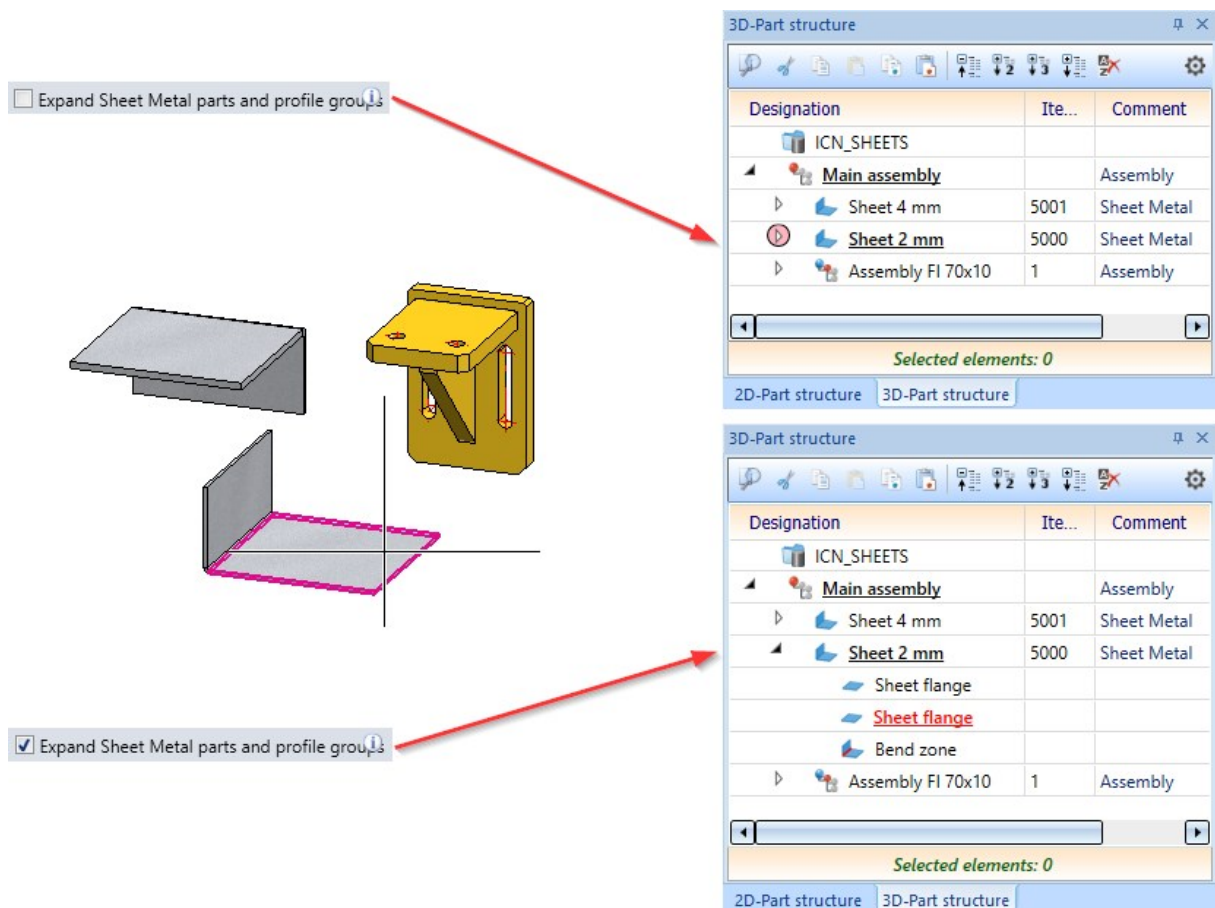 3D-Part structure
Expand Sheet Metal parts and profile groups
Designation Ite... Comment
ICN_SHEETS
Main assembly Assembly
Sheet 4 mm 5001 Sheet Metal
Sheet 2 mm 5000 Sheet Metal
Assembly Fl 70x10 1 Assembly
Selected elements: 0
2D-Part structure 3D-Part structure
3D-Part structure
Designation Ite... Comment
ICN_SHEETS
Main assembly Assembly
Sheet 4 mm 5001 Sheet Metal
Sheet 2 mm 5000 Sheet Metal
Sheet flange
Sheet flange
Expand Sheet Metal parts and profile groups
Bend zone
Assembly Fl 70x10 1 Assembly
Selected elements: 0
2D-Part structure 3D-Part structure